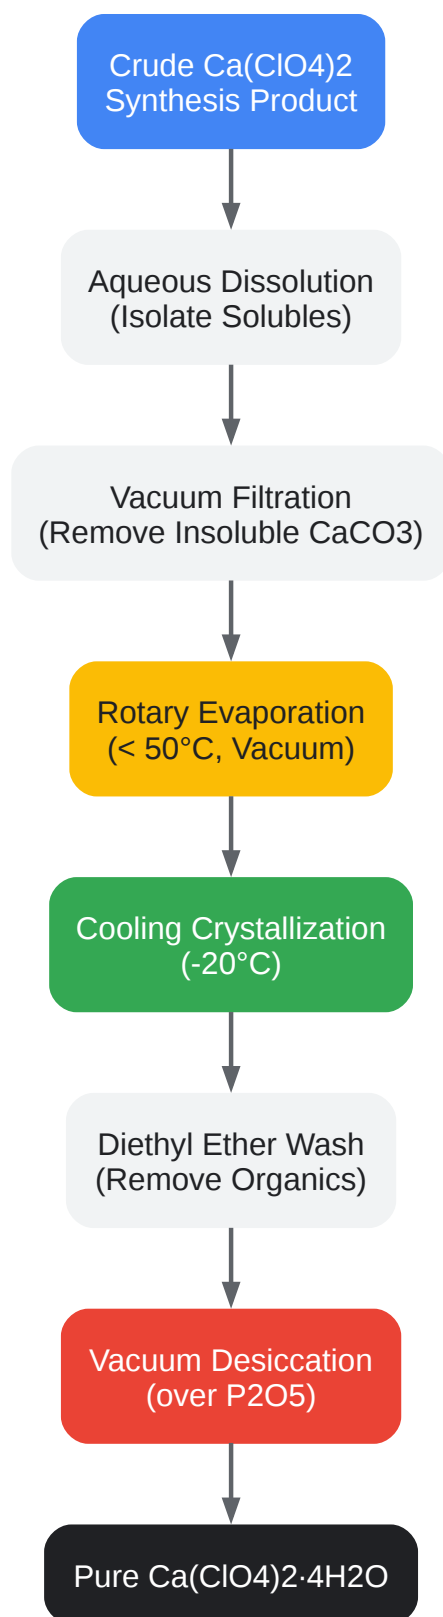 Crude Ca(ClO4)2
Synthesis Product
Aqueous Dissolution
(Isolate Solubles)
Vacuum Filtration
(Remove Insoluble CaCO3)
Rotary Evaporation
(< 50°C, Vacuum)
Cooling Crystallization
(-20°C)
Diethyl Ether Wash
(Remove Organics)
Vacuum Desiccation
(over P2O5)
Pure Ca(ClO4)2·4H2O